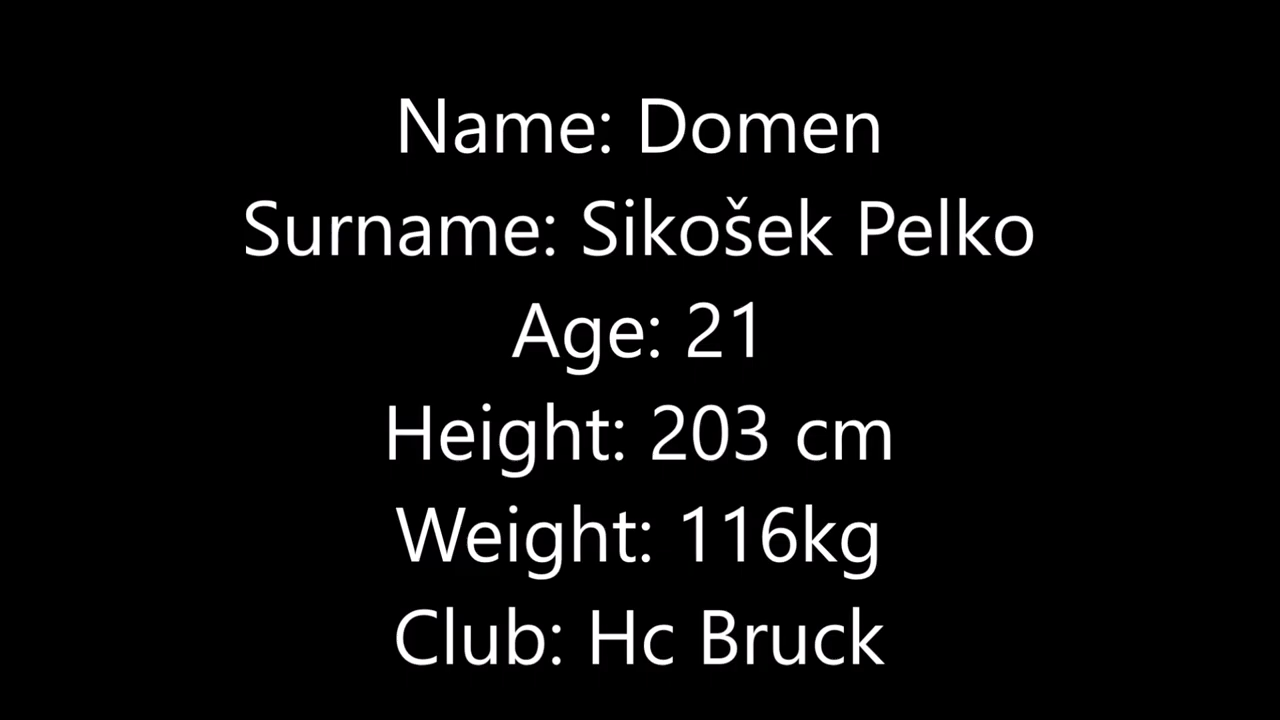 Name: Domen
Surname: Sikošek Pelko
Age: 21
Height: 203 cm
Weight: 116kg
Club: Hc Bruck